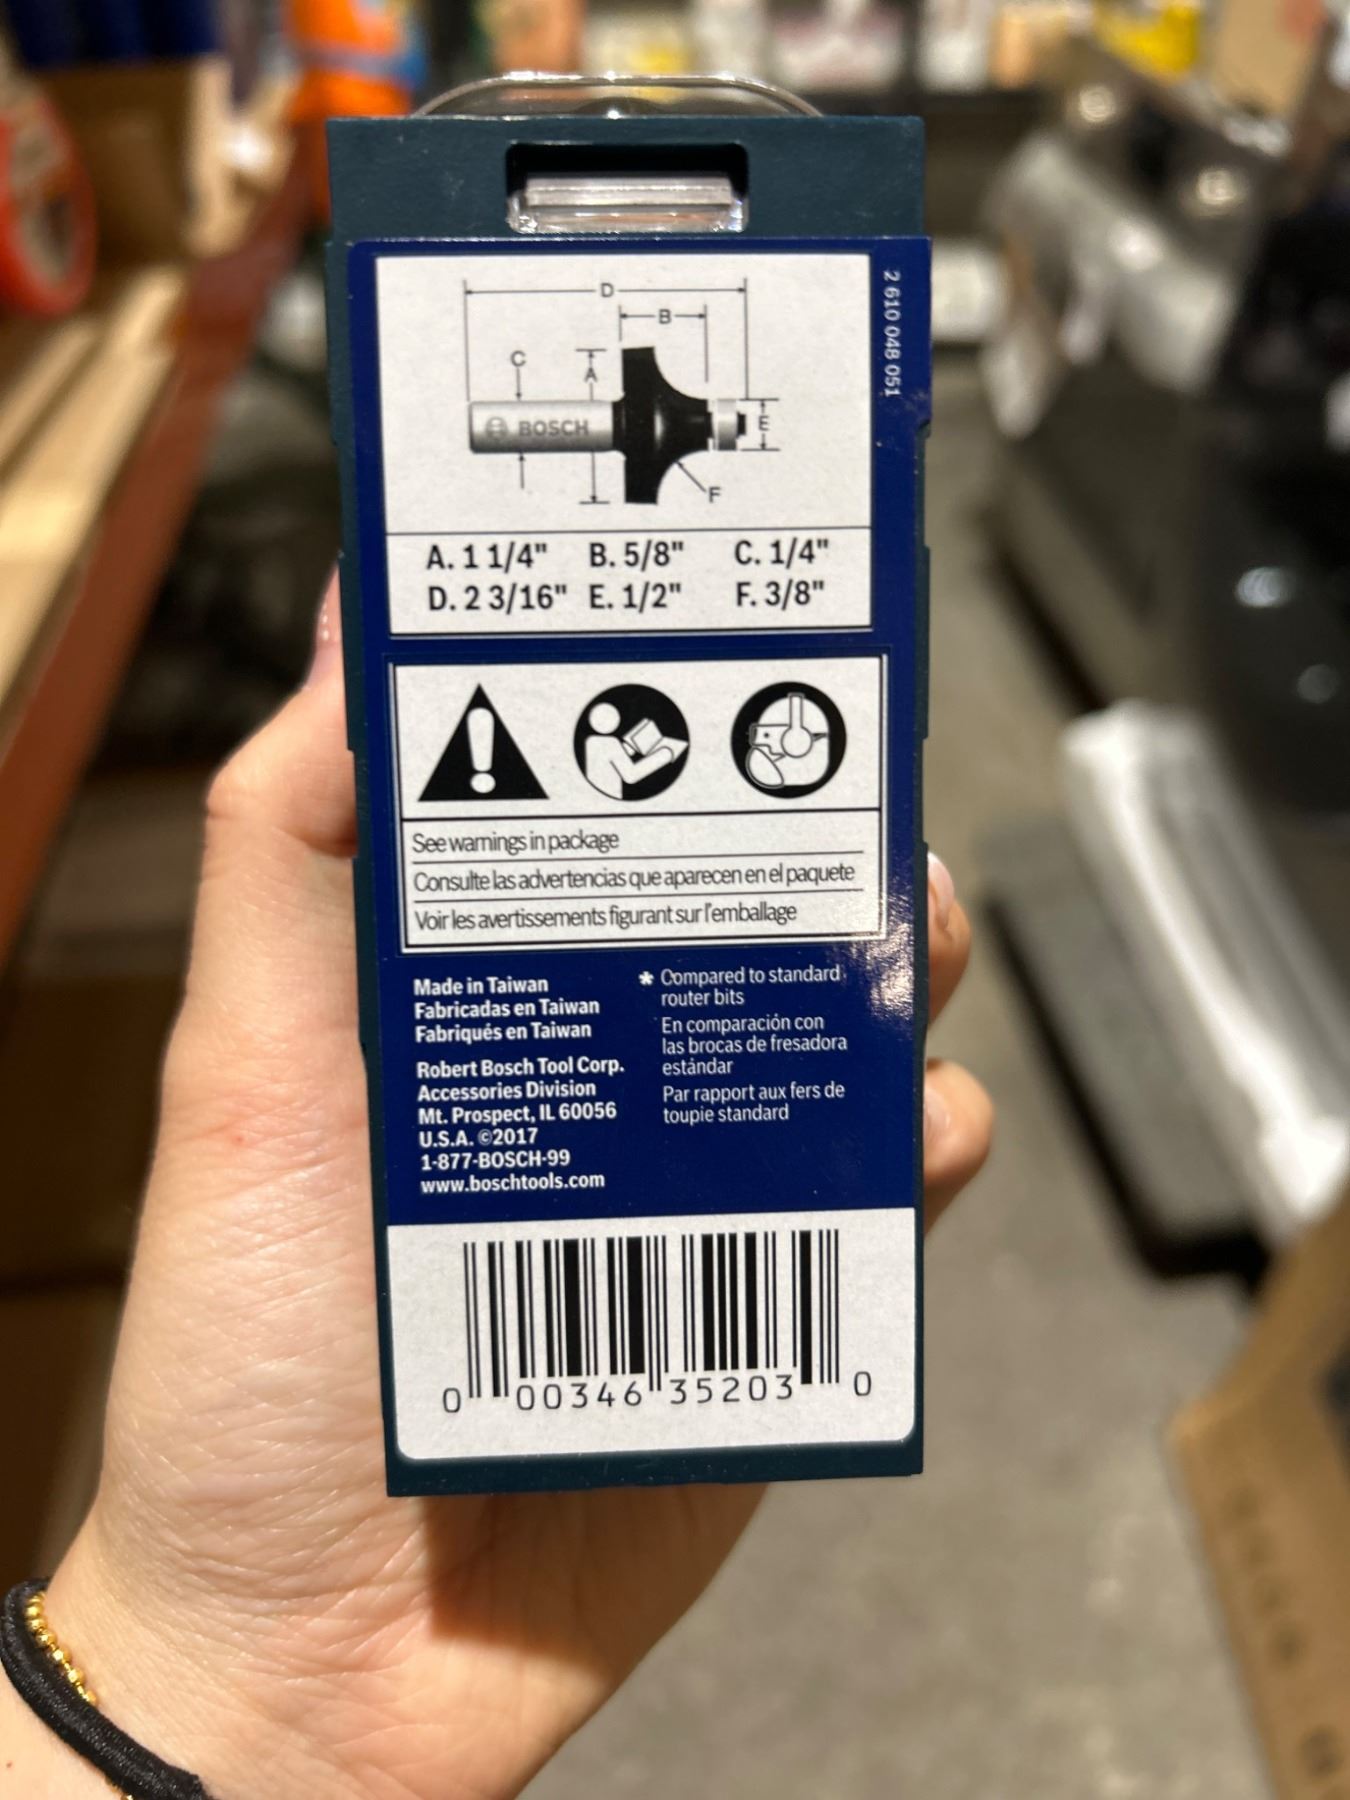 D
B
C
A
BOSCH
E
F
2 610 048 051
A. 1 1/4" B. 5/8" C. 1/4"
D. 2 3/16" E. 1/2" F. 3/8"
See warnings in package
Consulte las advertencias que aparecen en el paquete
Voir les avertissements figurant sur l'emballage
Made in Taiwan
Fabricadas en Taiwan
Fabriqués en Taiwan
Robert Bosch Tool Corp.
Accessories Division
Mt. Prospect, IL 60056
U.S.A. ©2017
1-877-BOSCH-99
www.boschtools.com
* Compared to standard
router bits
En comparación con
las brocas de fresadora
estándar
Par rapport aux fers de
toupie standard
0 00346 35203 0